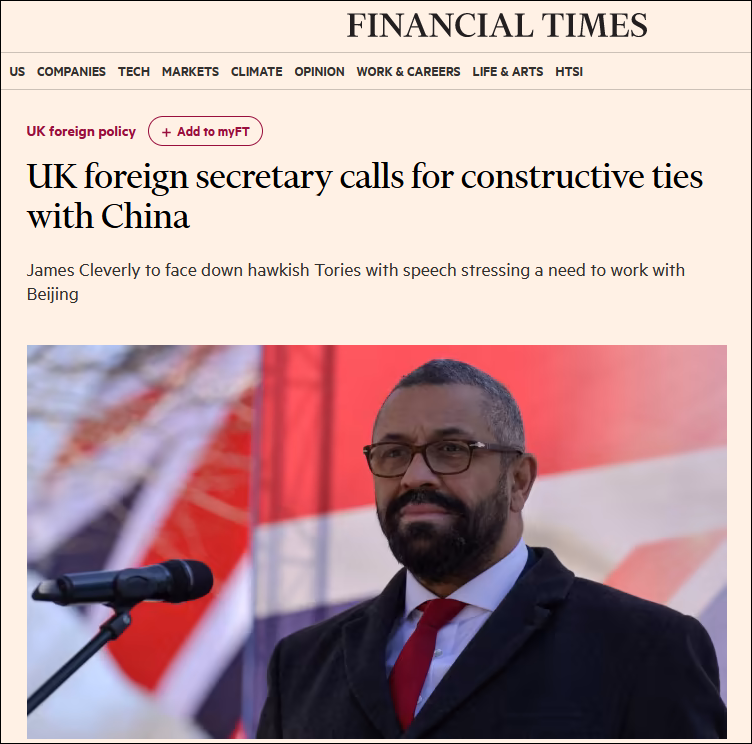 FINANCIAL TIMES
US COMPANIES TECH MARKETS CLIMATE OPINION WORK & CAREERS LIFE & ARTS HTSI
UK foreign policy + Add to myFT
UK foreign secretary calls for constructive ties
with China
James Cleverly to face down hawkish Tories with speech stressing a need to work with
Beijing